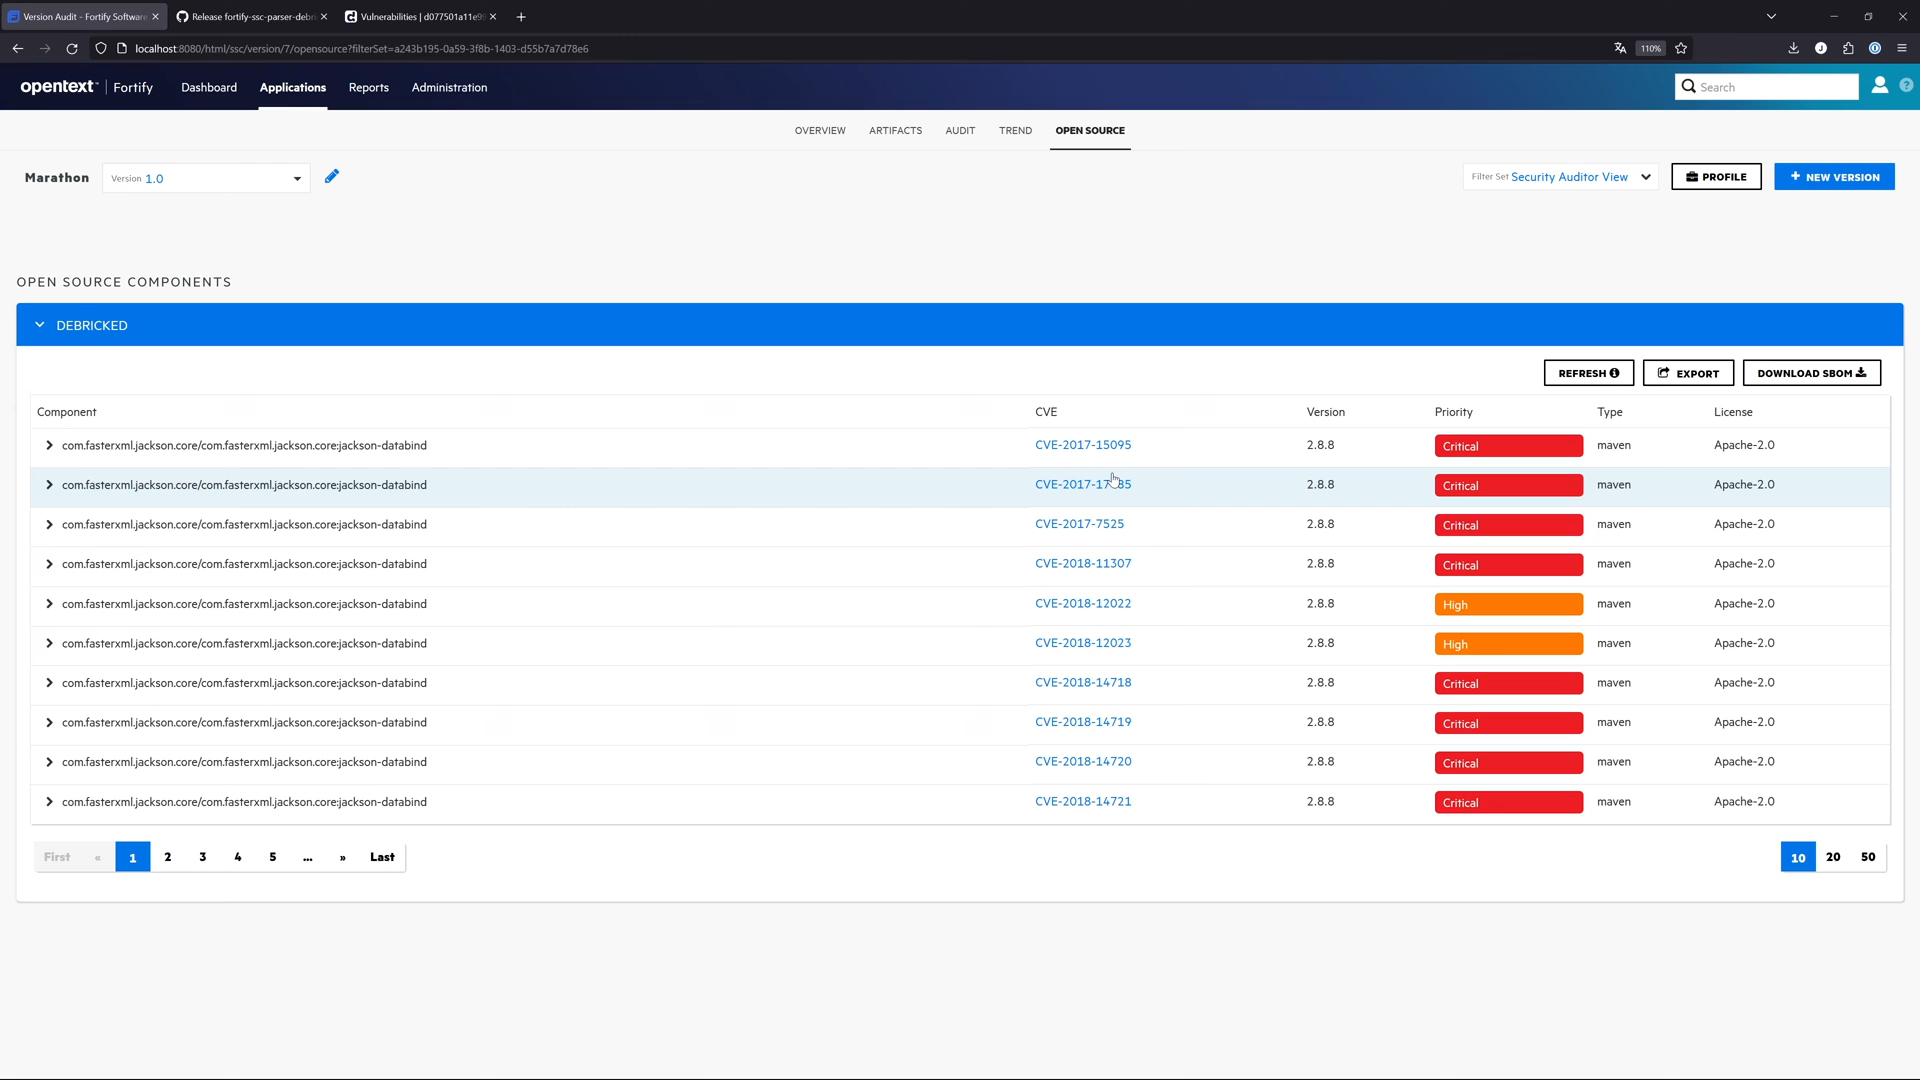 Version Audit - Fortify Software
Release fortify-ssc-parser-debri
Vulnerabilities | d077501a11e9
localhost:8080/html/ssc/version/7/opensource?filterSet=a243b195-0a59-3f8b-1403-d55b7a7d78e6
110%
opentext™ | Fortify
Dashboard
Applications
Reports
Administration
Search
OVERVIEW
ARTIFACTS
AUDIT
TREND
OPEN SOURCE
Marathon
Version 1.0
Filter Set Security Auditor View
PROFILE
+ NEW VERSION
OPEN SOURCE COMPONENTS
DEBRICKED
REFRESH
EXPORT
DOWNLOAD SBOM
Component CVE Version Priority Type License
com.fasterxml.jackson.core/com.fasterxml.jackson.core:jackson-databind CVE-2017-15095 2.8.8 Critical maven Apache-2.0
com.fasterxml.jackson.core/com.fasterxml.jackson.core:jackson-databind 2.8.8 Critical maven Apache-2.0
com.fasterxml.jackson.core/com.fasterxml.jackson.core:jackson-databind CVE-2017-7525 2.8.8 Critical maven Apache-2.0
com.fasterxml.jackson.core/com.fasterxml.jackson.core:jackson-databind CVE-2018-11307 2.8.8 Critical maven Apache-2.0
com.fasterxml.jackson.core/com.fasterxml.jackson.core:jackson-databind CVE-2018-12022 2.8.8 High maven Apache-2.0
com.fasterxml.jackson.core/com.fasterxml.jackson.core:jackson-databind CVE-2018-12023 2.8.8 High maven Apache-2.0
com.fasterxml.jackson.core/com.fasterxml.jackson.core:jackson-databind CVE-2018-14718 2.8.8 Critical maven Apache-2.0
com.fasterxml.jackson.core/com.fasterxml.jackson.core:jackson-databind CVE-2018-14719 2.8.8 Critical maven Apache-2.0
com.fasterxml.jackson.core/com.fasterxml.jackson.core:jackson-databind CVE-2018-14720 2.8.8 Critical maven Apache-2.0
com.fasterxml.jackson.core/com.fasterxml.jackson.core:jackson-databind CVE-2018-14721 2.8.8 Critical maven Apache-2.0
First « 1 2 3 4 5 ... » Last
10 20 50